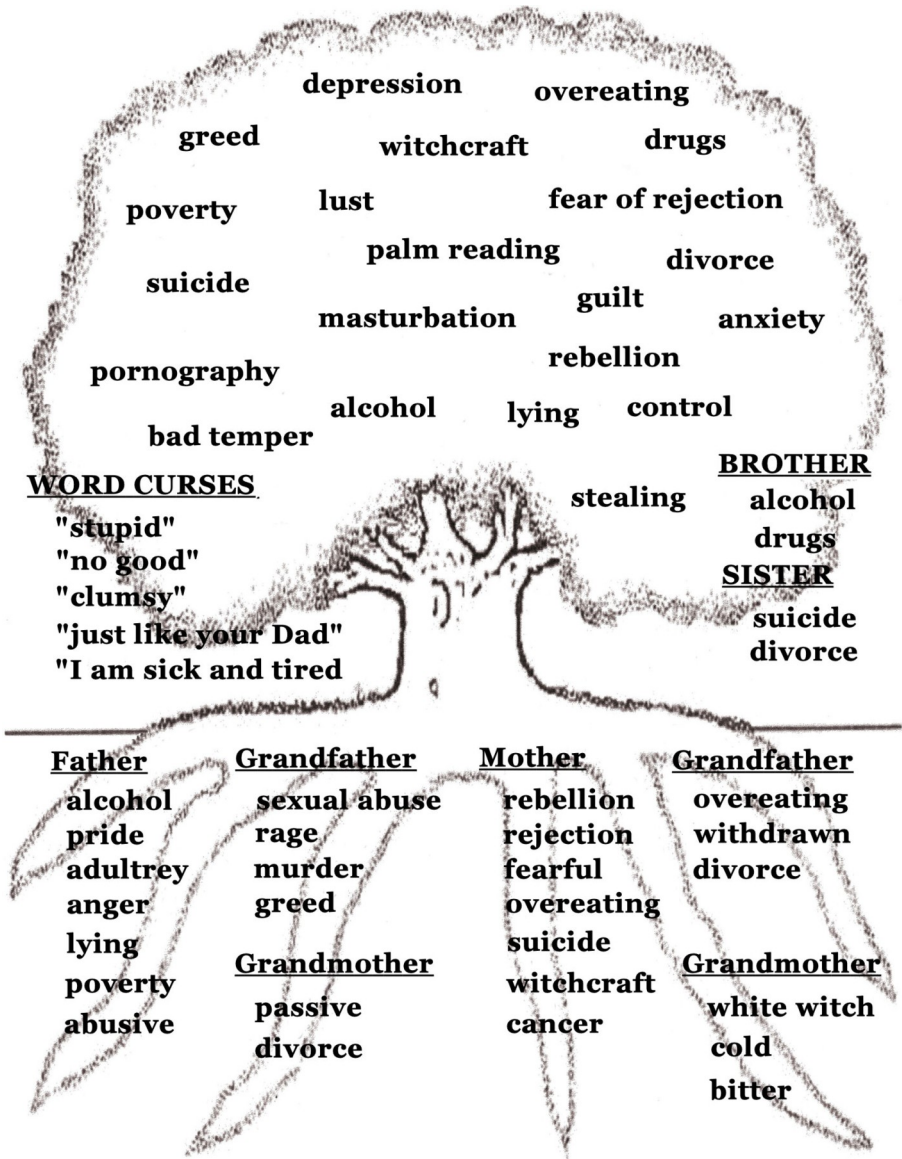 depression
overeating
greed
witchcraft
drugs
poverty
lust
fear of rejection
palm reading
divorce
suicide
guilt
masturbation
anxiety
rebellion
pornography
alcohol
lying
control
bad temper
stealing
WORD CURSES
"stupid"
"no good"
"clumsy"
"just like your Dad"
"I am sick and tired
BROTHER
alcohol
drugs
SISTER
suicide
divorce
Father
alcohol
pride
adultrey
anger
lying
poverty
abusive
Grandfather
sexual abuse
rage
murder
greed
Grandmother
passive
divorce
Mother
rebellion
rejection
fearful
overeating
suicide
witchcraft
cancer
Grandfather
overeating
withdrawn
divorce
Grandmother
white witch
cold
bitter